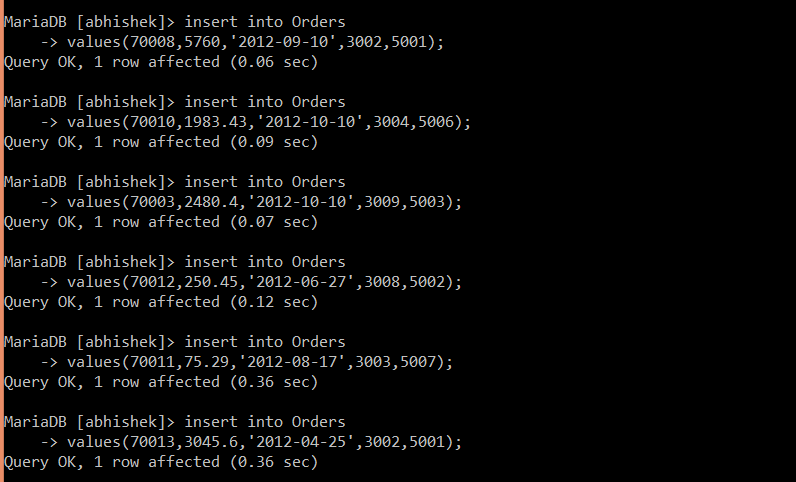 MariaDB [abhishek]> insert into Orders
-> values(70008,5760,'2012-09-10',3002,5001);
Query OK, 1 row affected (0.06 sec)
MariaDB [abhishek]> insert into Orders
-> values(70010,1983.43,'2012-10-10',3004,5006);
Query OK, 1 row affected (0.09 sec)
MariaDB [abhishek]> insert into Orders
-> values(70003,2480.4,'2012-10-10',3009,5003);
Query OK, 1 row affected (0.07 sec)
MariaDB [abhishek]> insert into Orders
-> values(70012,250.45,'2012-06-27',3008,5002);
Query OK, 1 row affected (0.12 sec)
MariaDB [abhishek]> insert into Orders
-> values(70011,75.29,'2012-08-17',3003,5007);
Query OK, 1 row affected (0.36 sec)
MariaDB [abhishek]> insert into Orders
-> values(70013,3045.6,'2012-04-25',3002,5001);
Query OK, 1 row affected (0.36 sec)